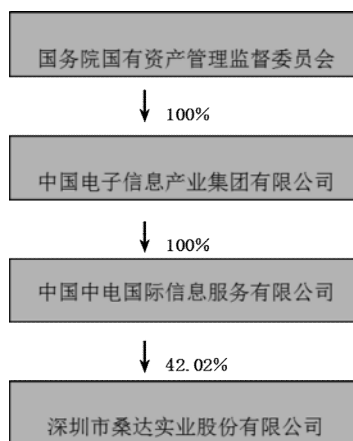 国务院国有资产管理监督委员会
100%
中国电子信息产业集团有限公司
100%
中国中电国际信息服务有限公司
42.02%
深圳市桑达实业股份有限公司